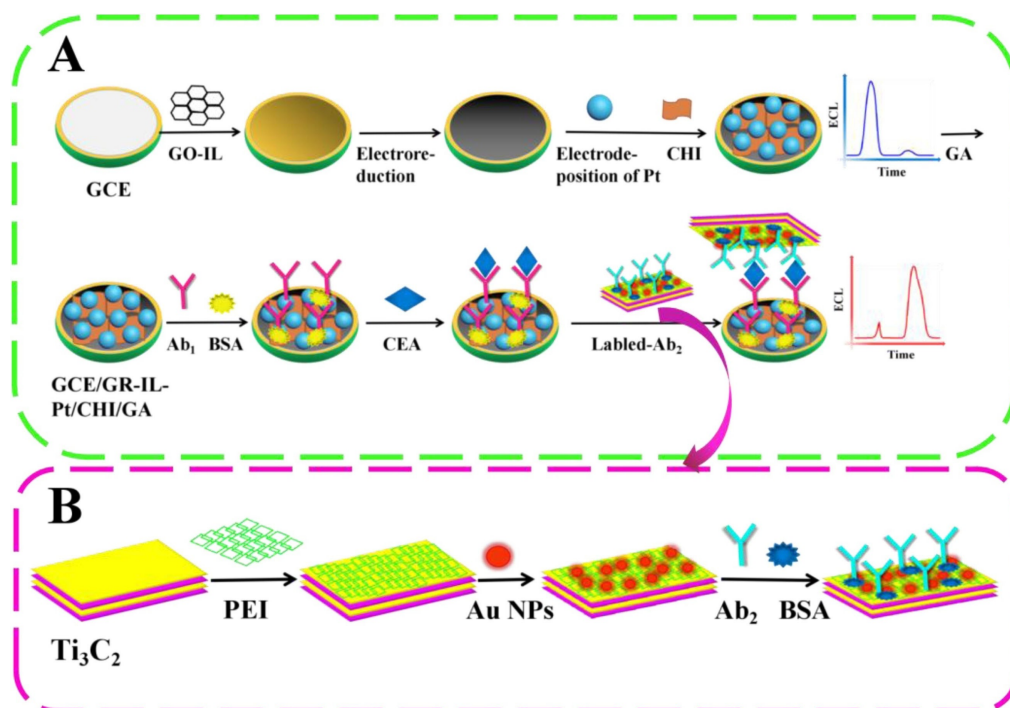 A
GCE
GO-IL
Electrore-
duction
Electrode-
position of Pt
CHI
ECL
Time
GA
GCE/GR-IL-
Pt/CHI/GA
Ab₁
BSA
CEA
Labled-Ab₂
ECL
Time
B
Ti₃C₂
PEI
Au NPs
Ab₂
BSA